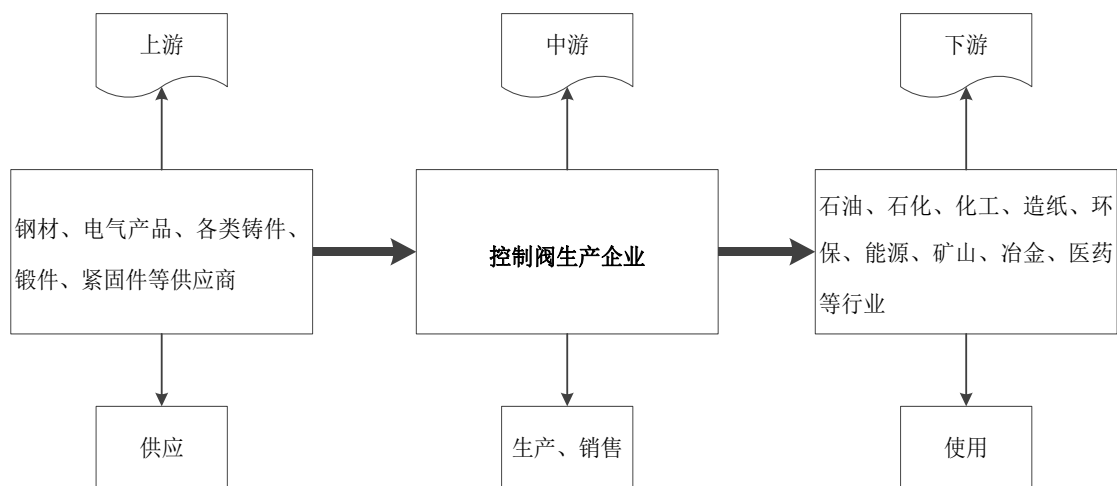 上游
中游
下游
钢材、电气产品、各类铸件、
锻件、紧固件等供应商
控制阀生产企业
石油、石化、化工、造纸、环
保、能源、矿山、冶金、医药
等行业
供应
生产、销售
使用